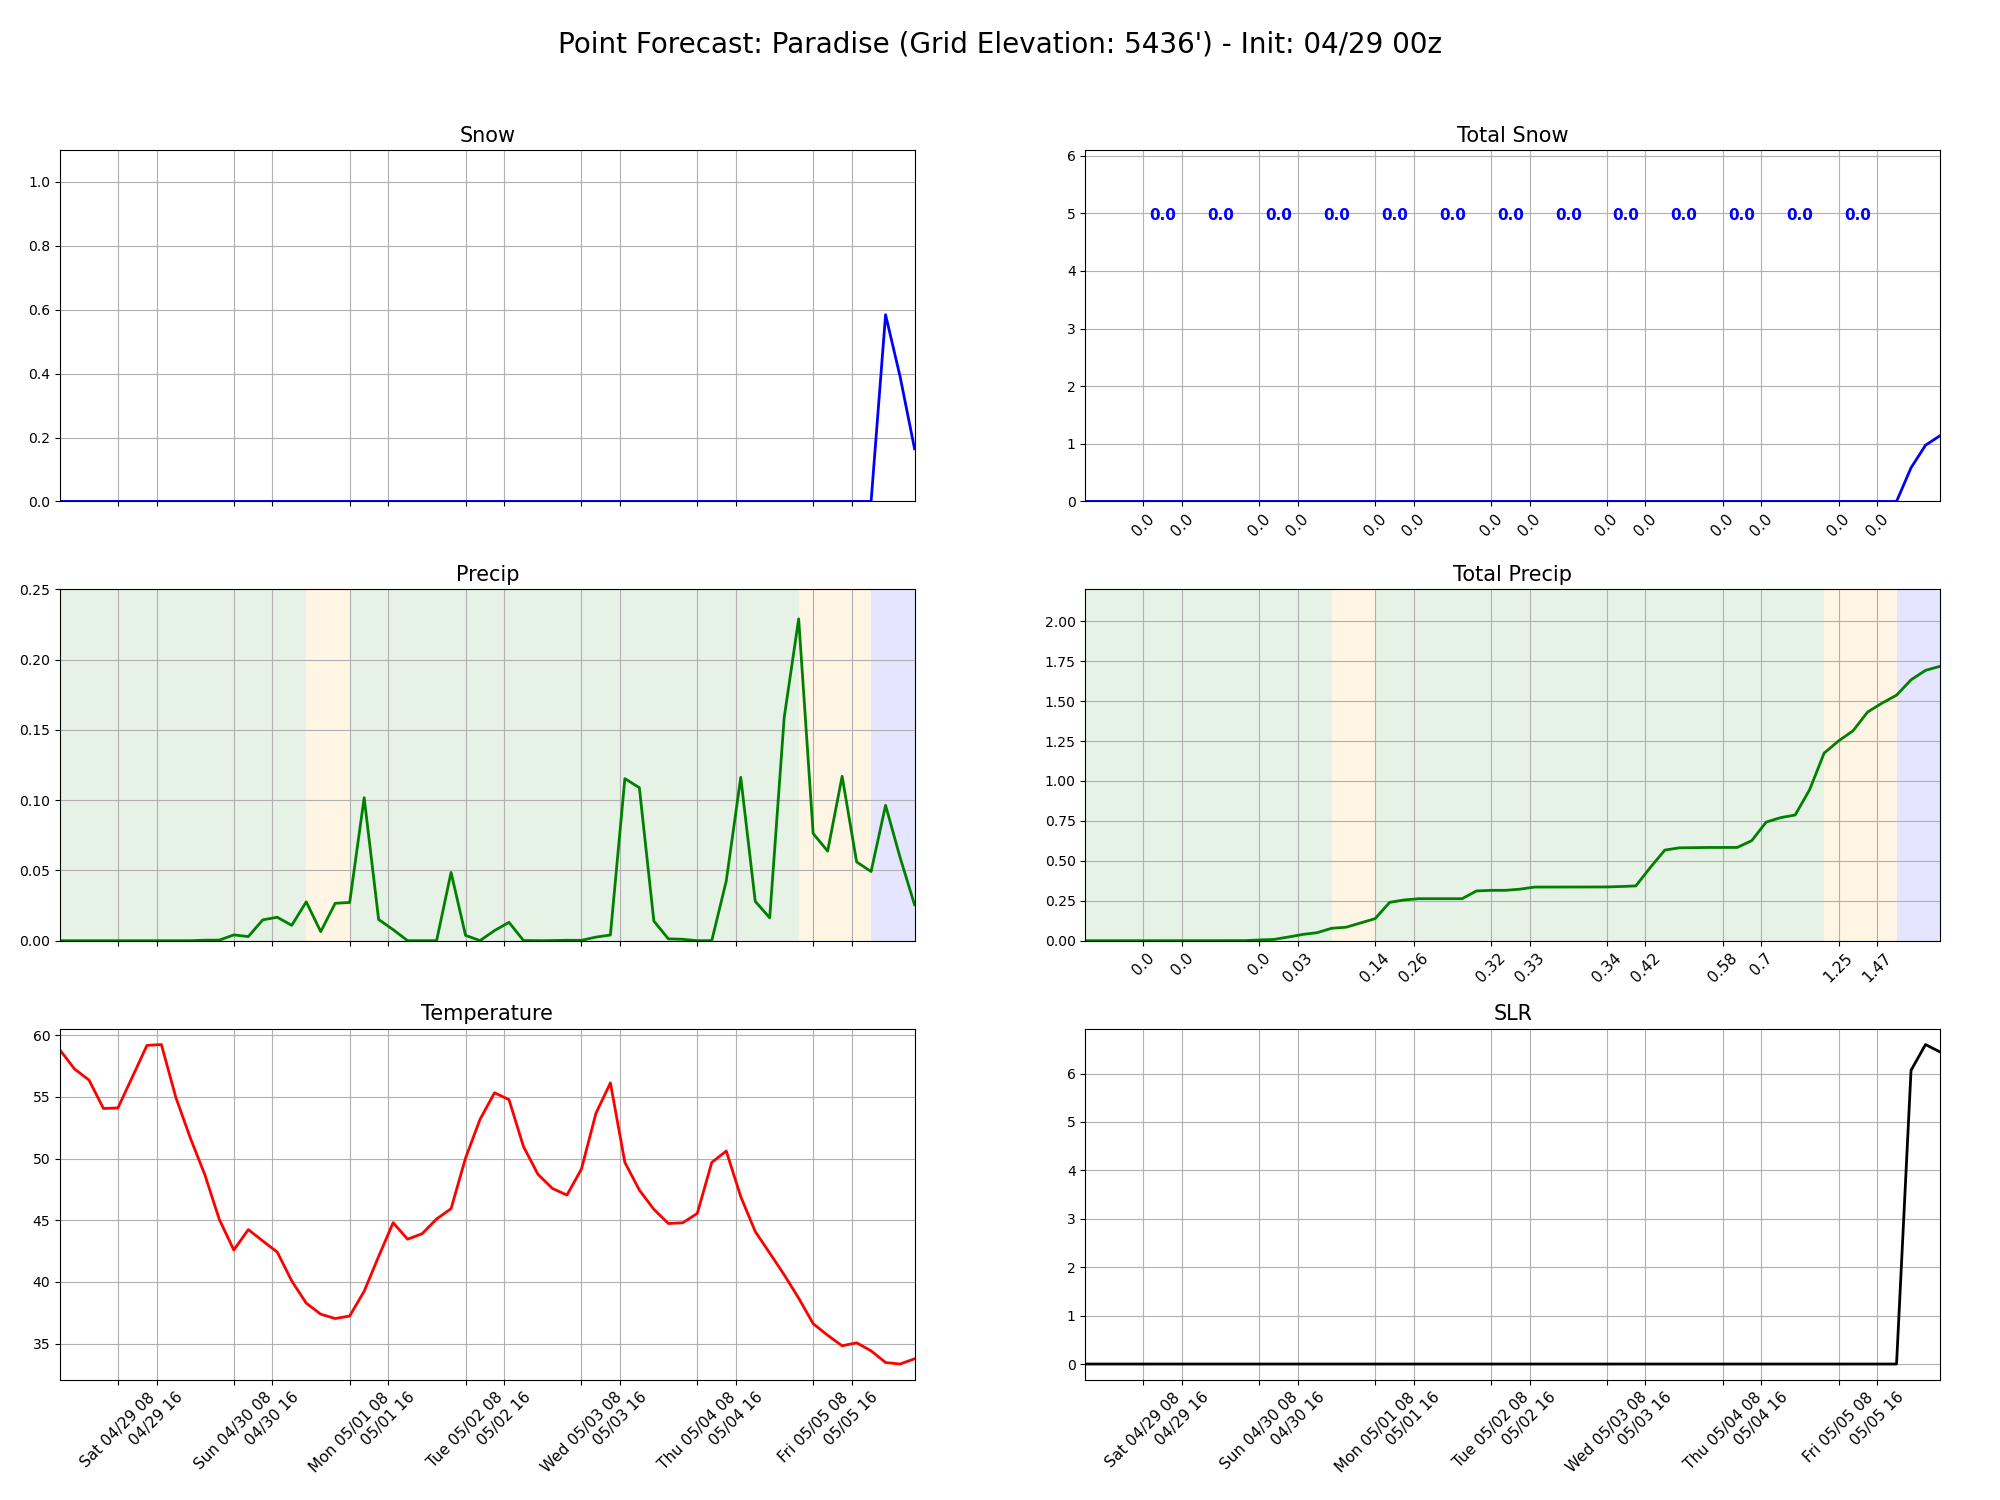 Point Forecast: Paradise (Grid Elevation: 5436') - Init: 04/29 00z
Snow
1.0
0.8
0.6
0.4
0.2
0.0
Total Snow
6
5
4
3
2
1
0
0.0 0.0 0.0 0.0 0.0 0.0 0.0 0.0 0.0 0.0 0.0 0.0 0.0
0.0 0.0 0.0 0.0 0.0 0.0 0.0 0.0 0.0 0.0 0.0 0.0 0.0 0.0
Precip
0.25
0.20
0.15
0.10
0.05
0.00
Total Precip
2.00
1.75
1.50
1.25
1.00
0.75
0.50
0.25
0.00
0.0 0.0 0.0 0.03 0.14 0.26 0.32 0.33 0.34 0.42 0.58 0.7 1.25 1.47
Temperature
60
55
50
45
40
35
Sat 04/29 08
04/29 16
Sun 04/30 08
04/30 16
Mon 05/01 08
05/01 16
Tue 05/02 08
05/02 16
Wed 05/03 08
05/03 16
Thu 05/04 08
05/04 16
Fri 05/05 08
05/05 16
SLR
6
5
4
3
2
1
0
Sat 04/29 08
04/29 16
Sun 04/30 08
04/30 16
Mon 05/01 08
05/01 16
Tue 05/02 08
05/02 16
Wed 05/03 08
05/03 16
Thu 05/04 08
05/04 16
Fri 05/05 08
05/05 16